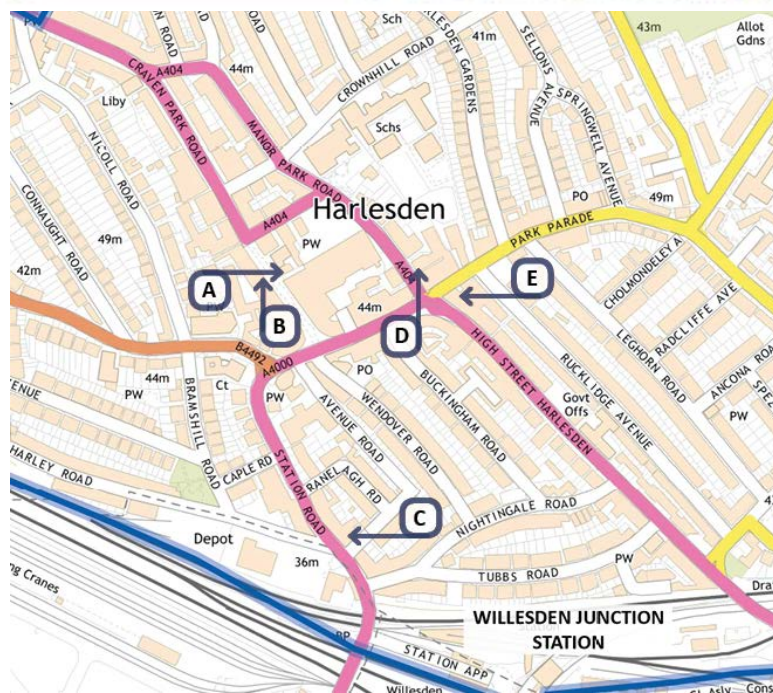 Sch
41m
43m
Allot
Gdns
A404
44m
CRAVEN PARK ROAD
CROWNHILL ROAD
SELLONS
AVENUE
SPRINGWELL AVENUE
Liby
NICOLL ROAD
Schs
MANOR PARK ROAD
CONNAUGHT ROAD
Harlesden
PO
49m
49m
A404
PW
PARK PARADE
42m
A
E
CHOLMONDELEY A
B
D
44m
RADCLIFFE AVE
LEGHORN ROAD
B4492
A4000
HIGH STREET HARLESDEN
RUCKLIDGE AVENUE
ANCONA ROA
44m
Ct
PO
BUCKINGHAM ROAD
Govt
Offs
PW
BRAMSHILL ROAD
PW
AVENUE ROAD
WENDOVER ROAD
PW
CAPLE RD
STATION ROAD
RANELAGH RD
HARLEY ROAD
C
NIGHTINGALE ROAD
Depot
36m
PW
TUBBS ROAD
WILLESDEN JUNCTION
STATION
STATION APP
Willesden